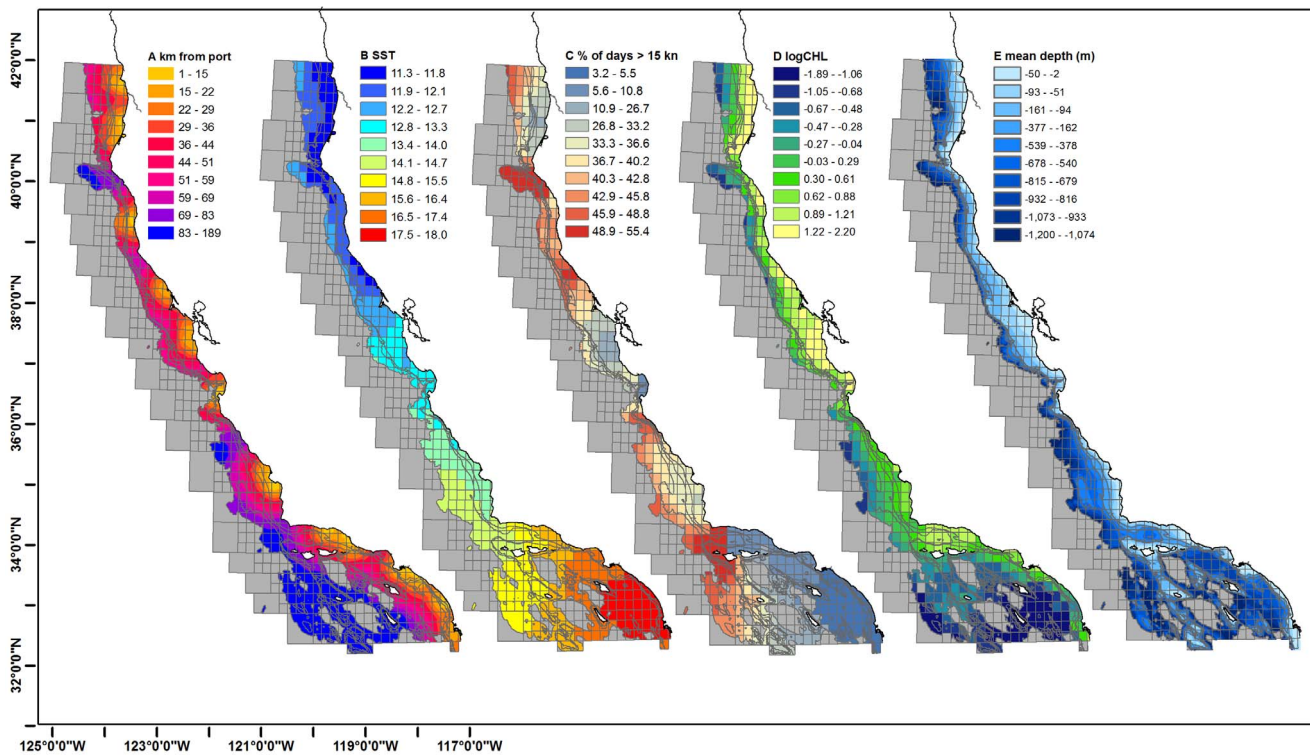 A km from port
1 - 15
15 - 22
22 - 29
29 - 36
36 - 44
44 - 51
51 - 59
59 - 69
69 - 83
83 - 189
B SST
11.3 - 11.8
11.9 - 12.1
12.2 - 12.7
12.8 - 13.3
13.4 - 14.0
14.1 - 14.7
14.8 - 15.5
15.6 - 16.4
16.5 - 17.4
17.5 - 18.0
C % of days > 15 kn
3.2 - 5.5
5.6 - 10.8
10.9 - 26.7
26.8 - 33.2
33.3 - 36.6
36.7 - 40.2
40.3 - 42.8
42.9 - 45.8
45.9 - 48.8
48.9 - 55.4
D logCHL
-1.89 - -1.06
-1.05 - -0.68
-0.67 - -0.48
-0.47 - -0.28
-0.27 - -0.04
-0.03 - 0.29
0.30 - 0.61
0.62 - 0.88
0.89 - 1.21
1.22 - 2.20
E mean depth (m)
-50 - -2
-93 - -51
-161 - -94
-377 - -162
-539 - -378
-678 - -540
-815 - -679
-932 - -816
-1,073 - -933
-1,200 - -1,074
42°0'0"N
40°0'0"N
38°0'0"N
36°0'0"N
34°0'0"N
32°0'0"N
125°0'0"W 123°0'0"W 121°0'0"W 119°0'0"W 117°0'0"W